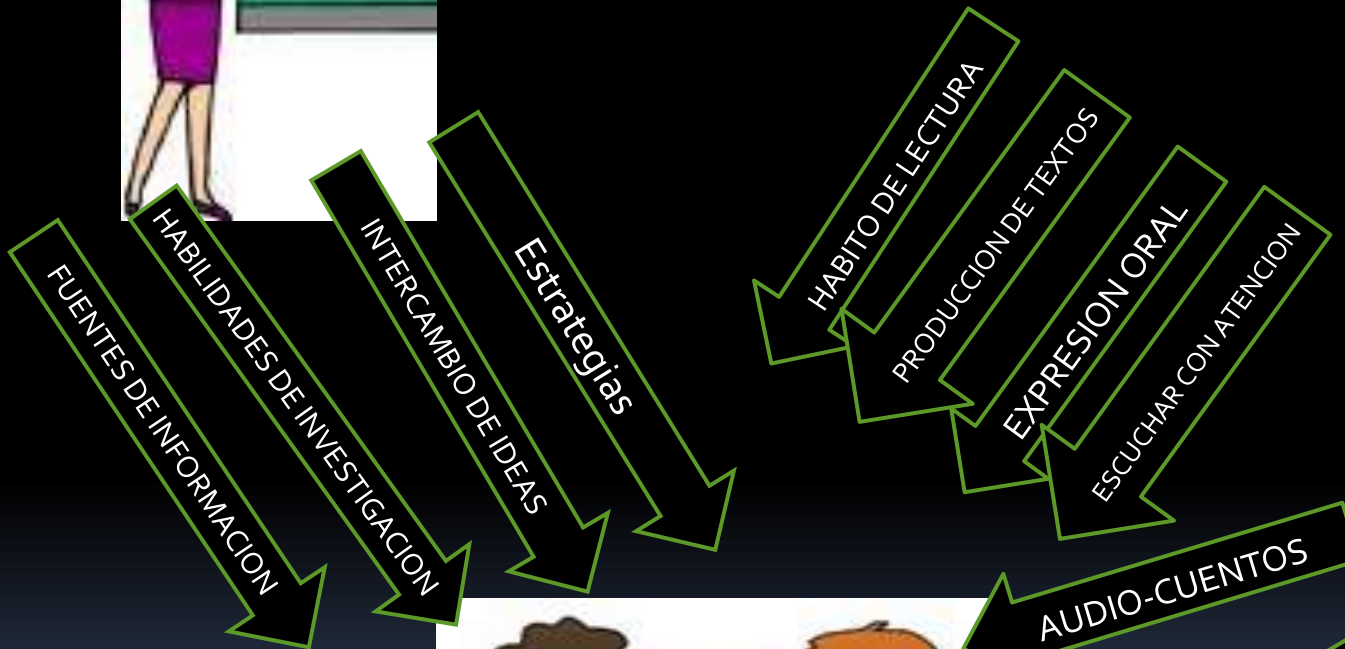 FUENTES DE INFORMACION
HABILIDADES DE INVESTIGACION
INTERCAMBIO DE IDEAS
Estrategias
HABITO DE LECTURA
PRODUCCION DE TEXTOS
EXPRESION ORAL
ESCUCHAR CON ATENCION
AUDIO-CUENTOS